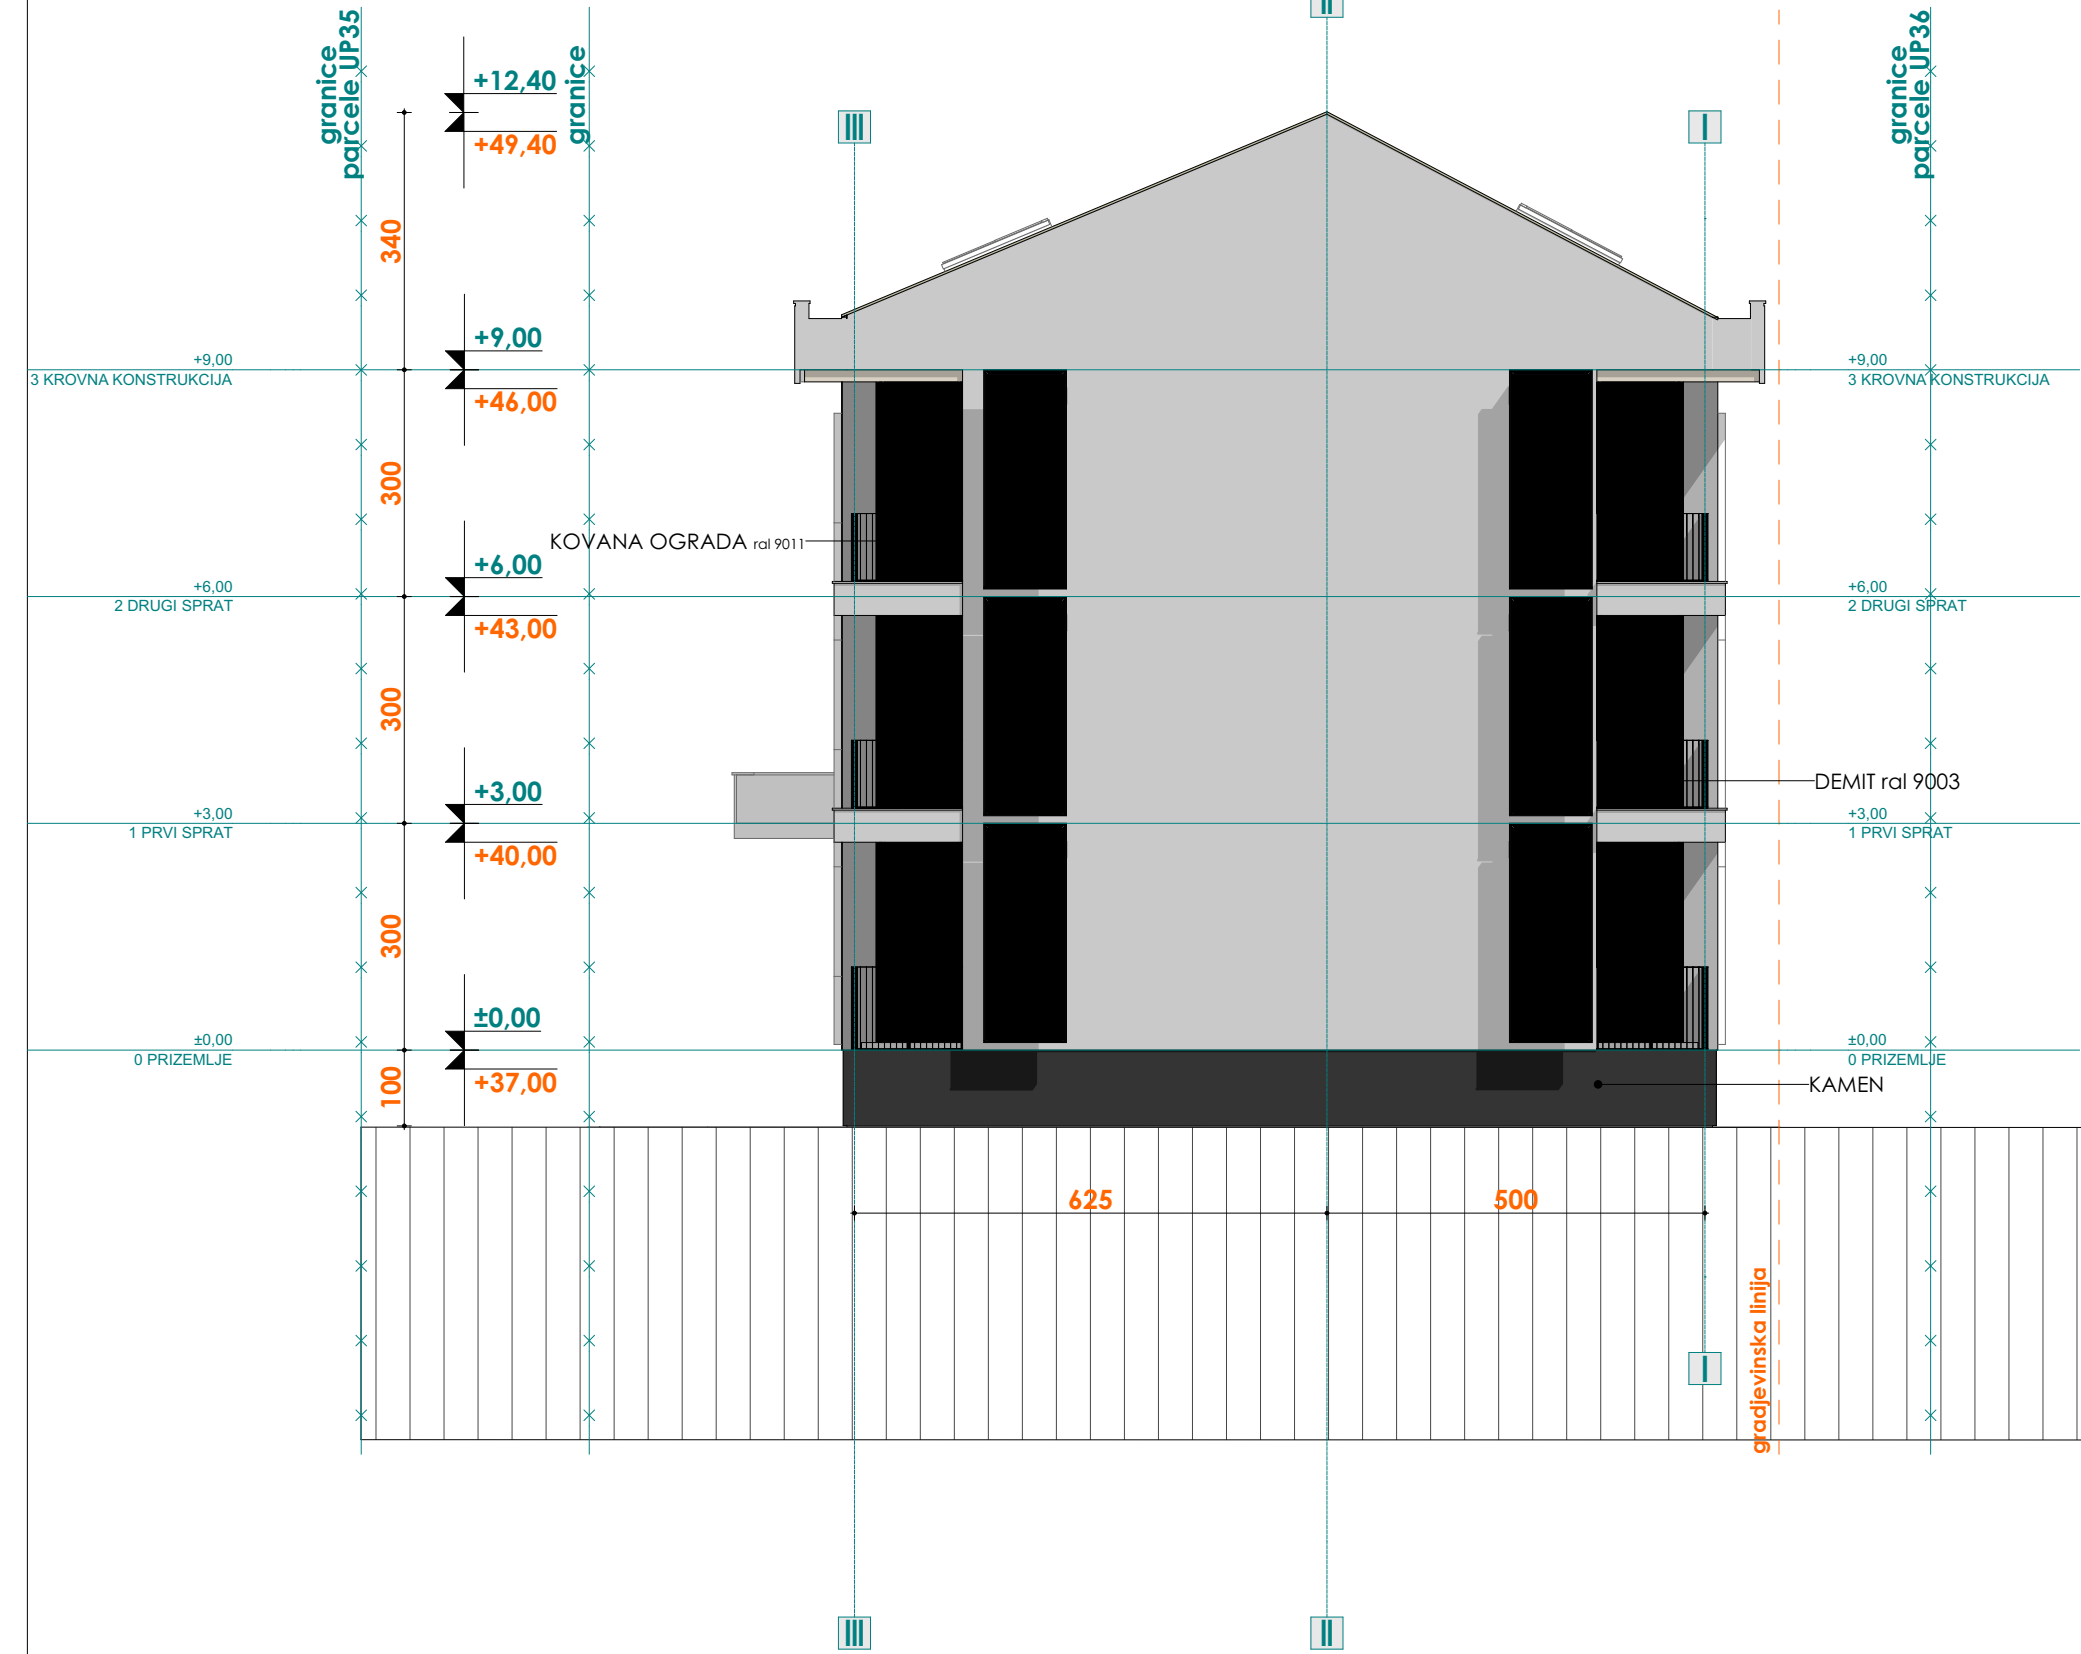 II
granice
parcele UP35
granice
granice
parcele UP36
+12,40
+49,40
III
I
340
+9,00
3 KROVNA KONSTRUKCIJA
+9,00
+46,00
+9,00
3 KROVNA KONSTRUKCIJA
300
KOVANA OGRADA ral 9011
+6,00
2 DRUGI SPRAT
+6,00
+43,00
+6,00
2 DRUGI SPRAT
300
DEMIT ral 9003
+3,00
1 PRVI SPRAT
+3,00
+40,00
+3,00
1 PRVI SPRAT
300
±0,00
0 PRIZEMLJE
±0,00
+37,00
±0,00
0 PRIZEMLJE
100
KAMEN
625
500
gradjevinska linija
I
III
II